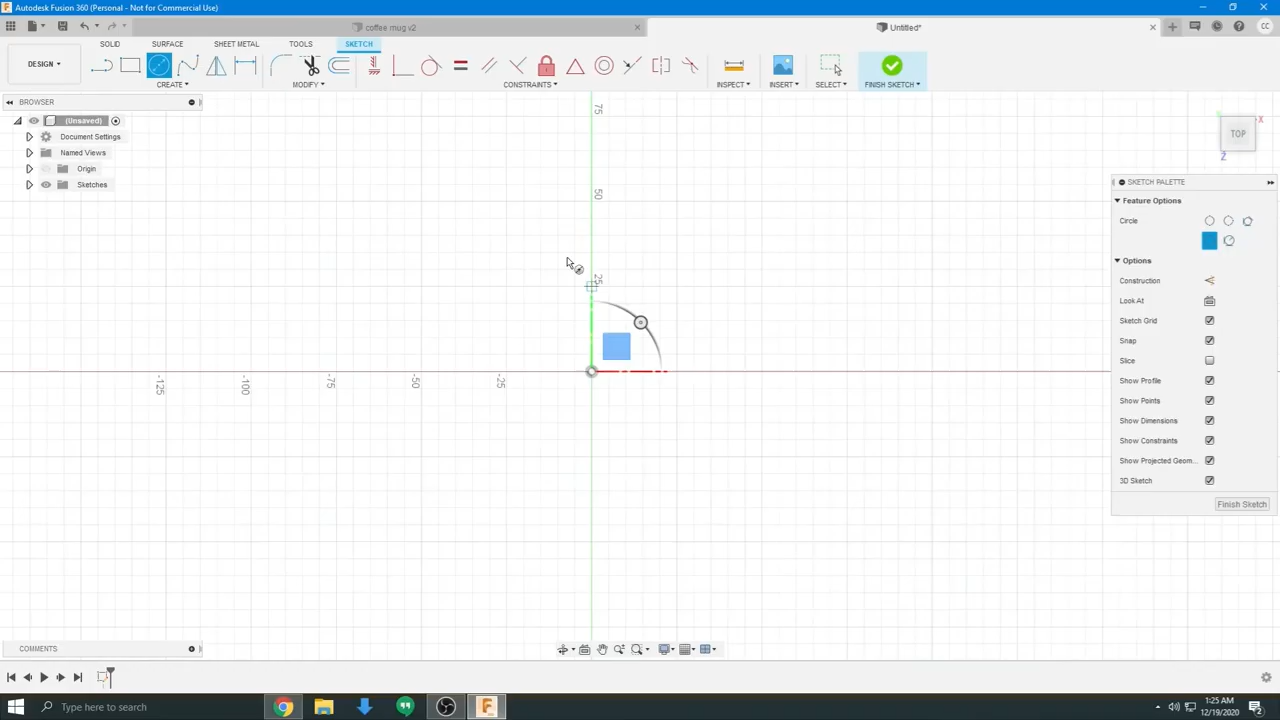 Autodesk Fusion 360 (Personal - Not for Commercial Use)
coffee mug v2
Untitled*
CC
SOLID SURFACE SHEET METAL TOOLS SKETCH
DESIGN
CREATE MODIFY CONSTRAINTS INSPECT INSERT SELECT FINISH SKETCH
BROWSER
(Unsaved)
Document Settings
Named Views
Origin
Sketches
75
50
25
-125
-100
-75
-50
-25
TOP
X
Z
SKETCH PALETTE
Feature Options
Circle
Options
Construction
Look At
Sketch Grid
Snap
Slice
Show Profile
Show Points
Show Dimensions
Show Constraints
Show Projected Geom...
3D Sketch
Finish Sketch
COMMENTS
Type here to search
1:25 AM
12/19/2020
2